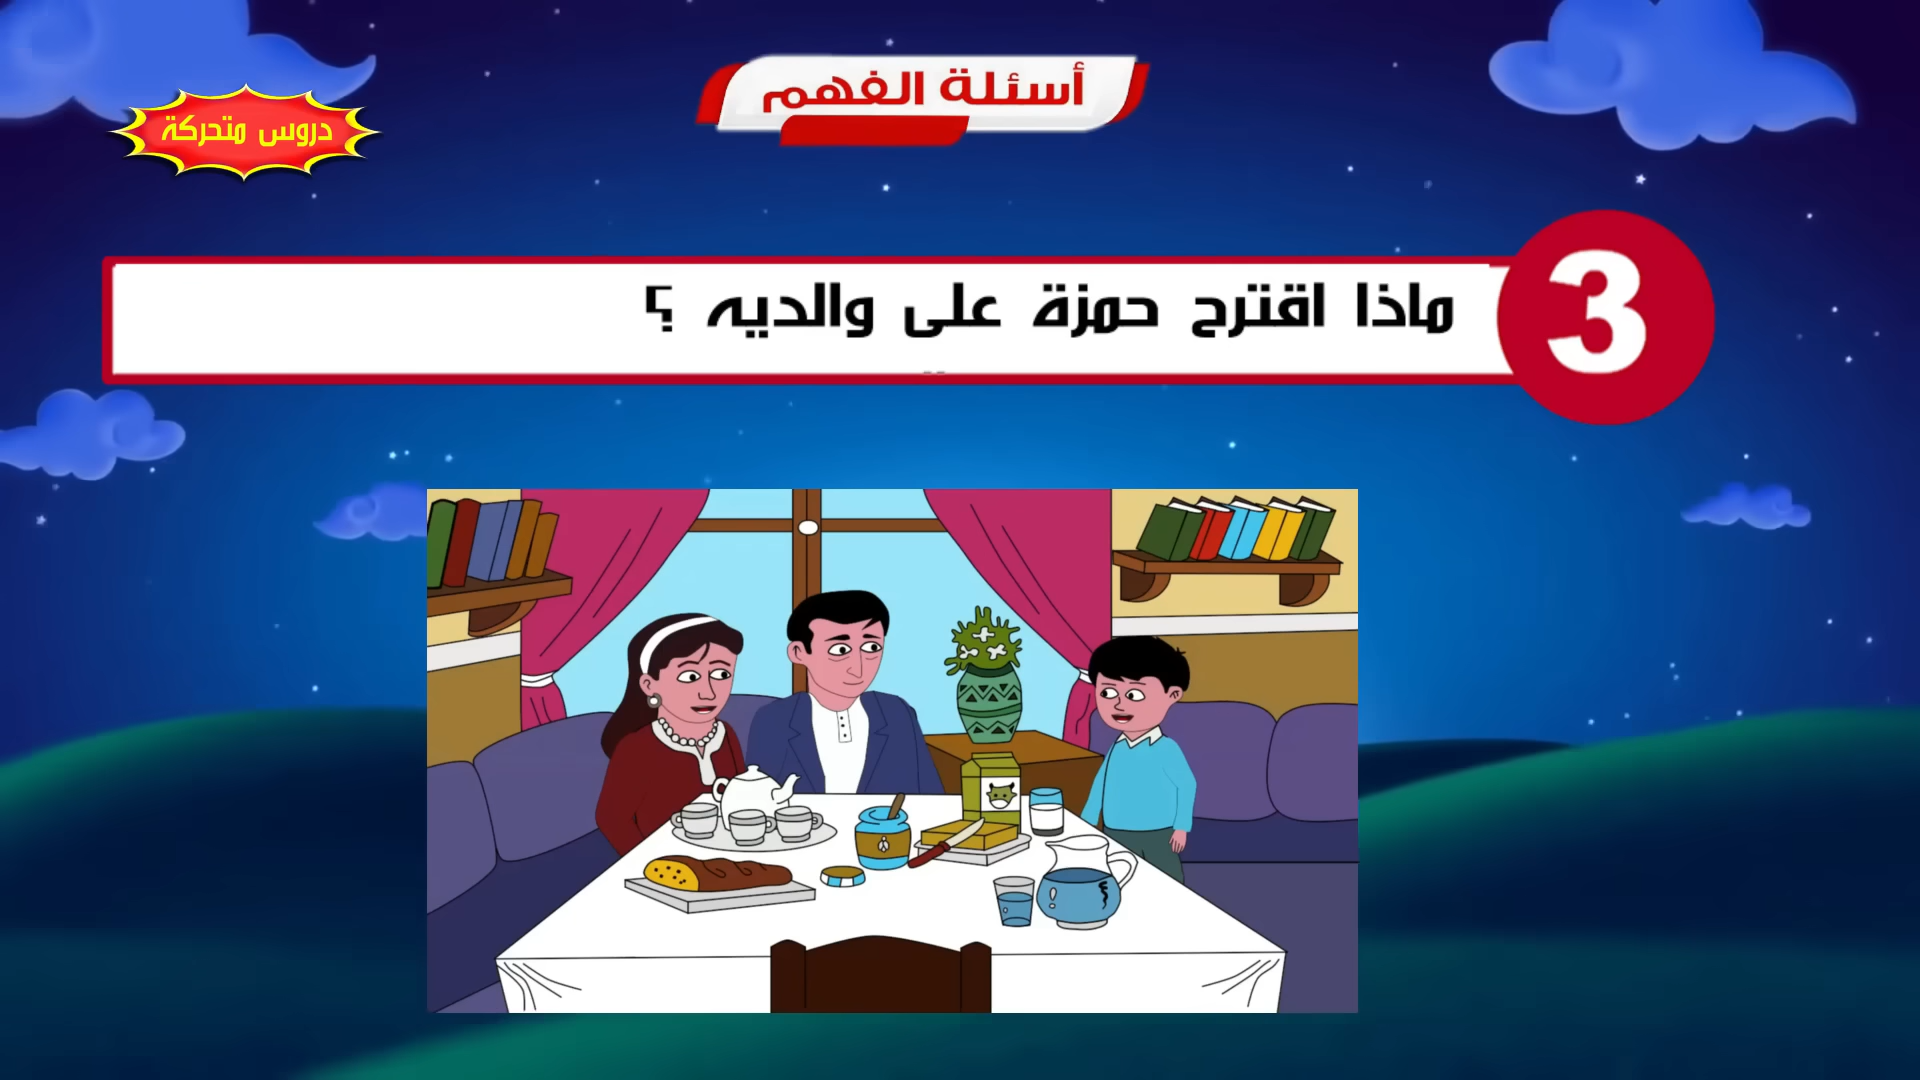 أسئلة الفهم
دروس متحركة
3
ماذا اقترح حمزة على والديه ؟